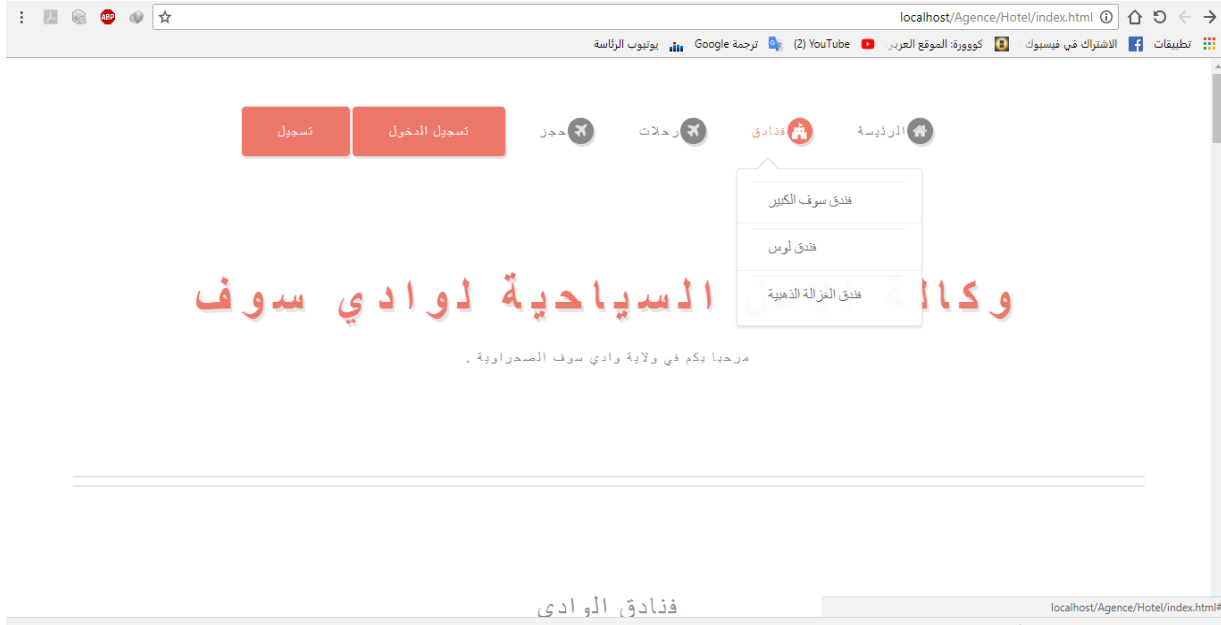 localhost/Agence/Hotel/index.html
تطبيقات
الاشتراك في فيسبوك
كووورة: الموقع العربي
(2) YouTube
ترجمة Google
يوتيوب الرئاسة
الرئيسة
فنادق
رحلات
حجز
تسجيل الدخول
تسجيل
فندق سوف الكبير
فندق لوس
فندق الغزالة الذهبية
وكالة السياحية لوادي سوف
مرحبا بكم في ولاية وادي سوف الصحراوية .
فنادق الوادي
localhost/Agence/Hotel/index.html#
ABP